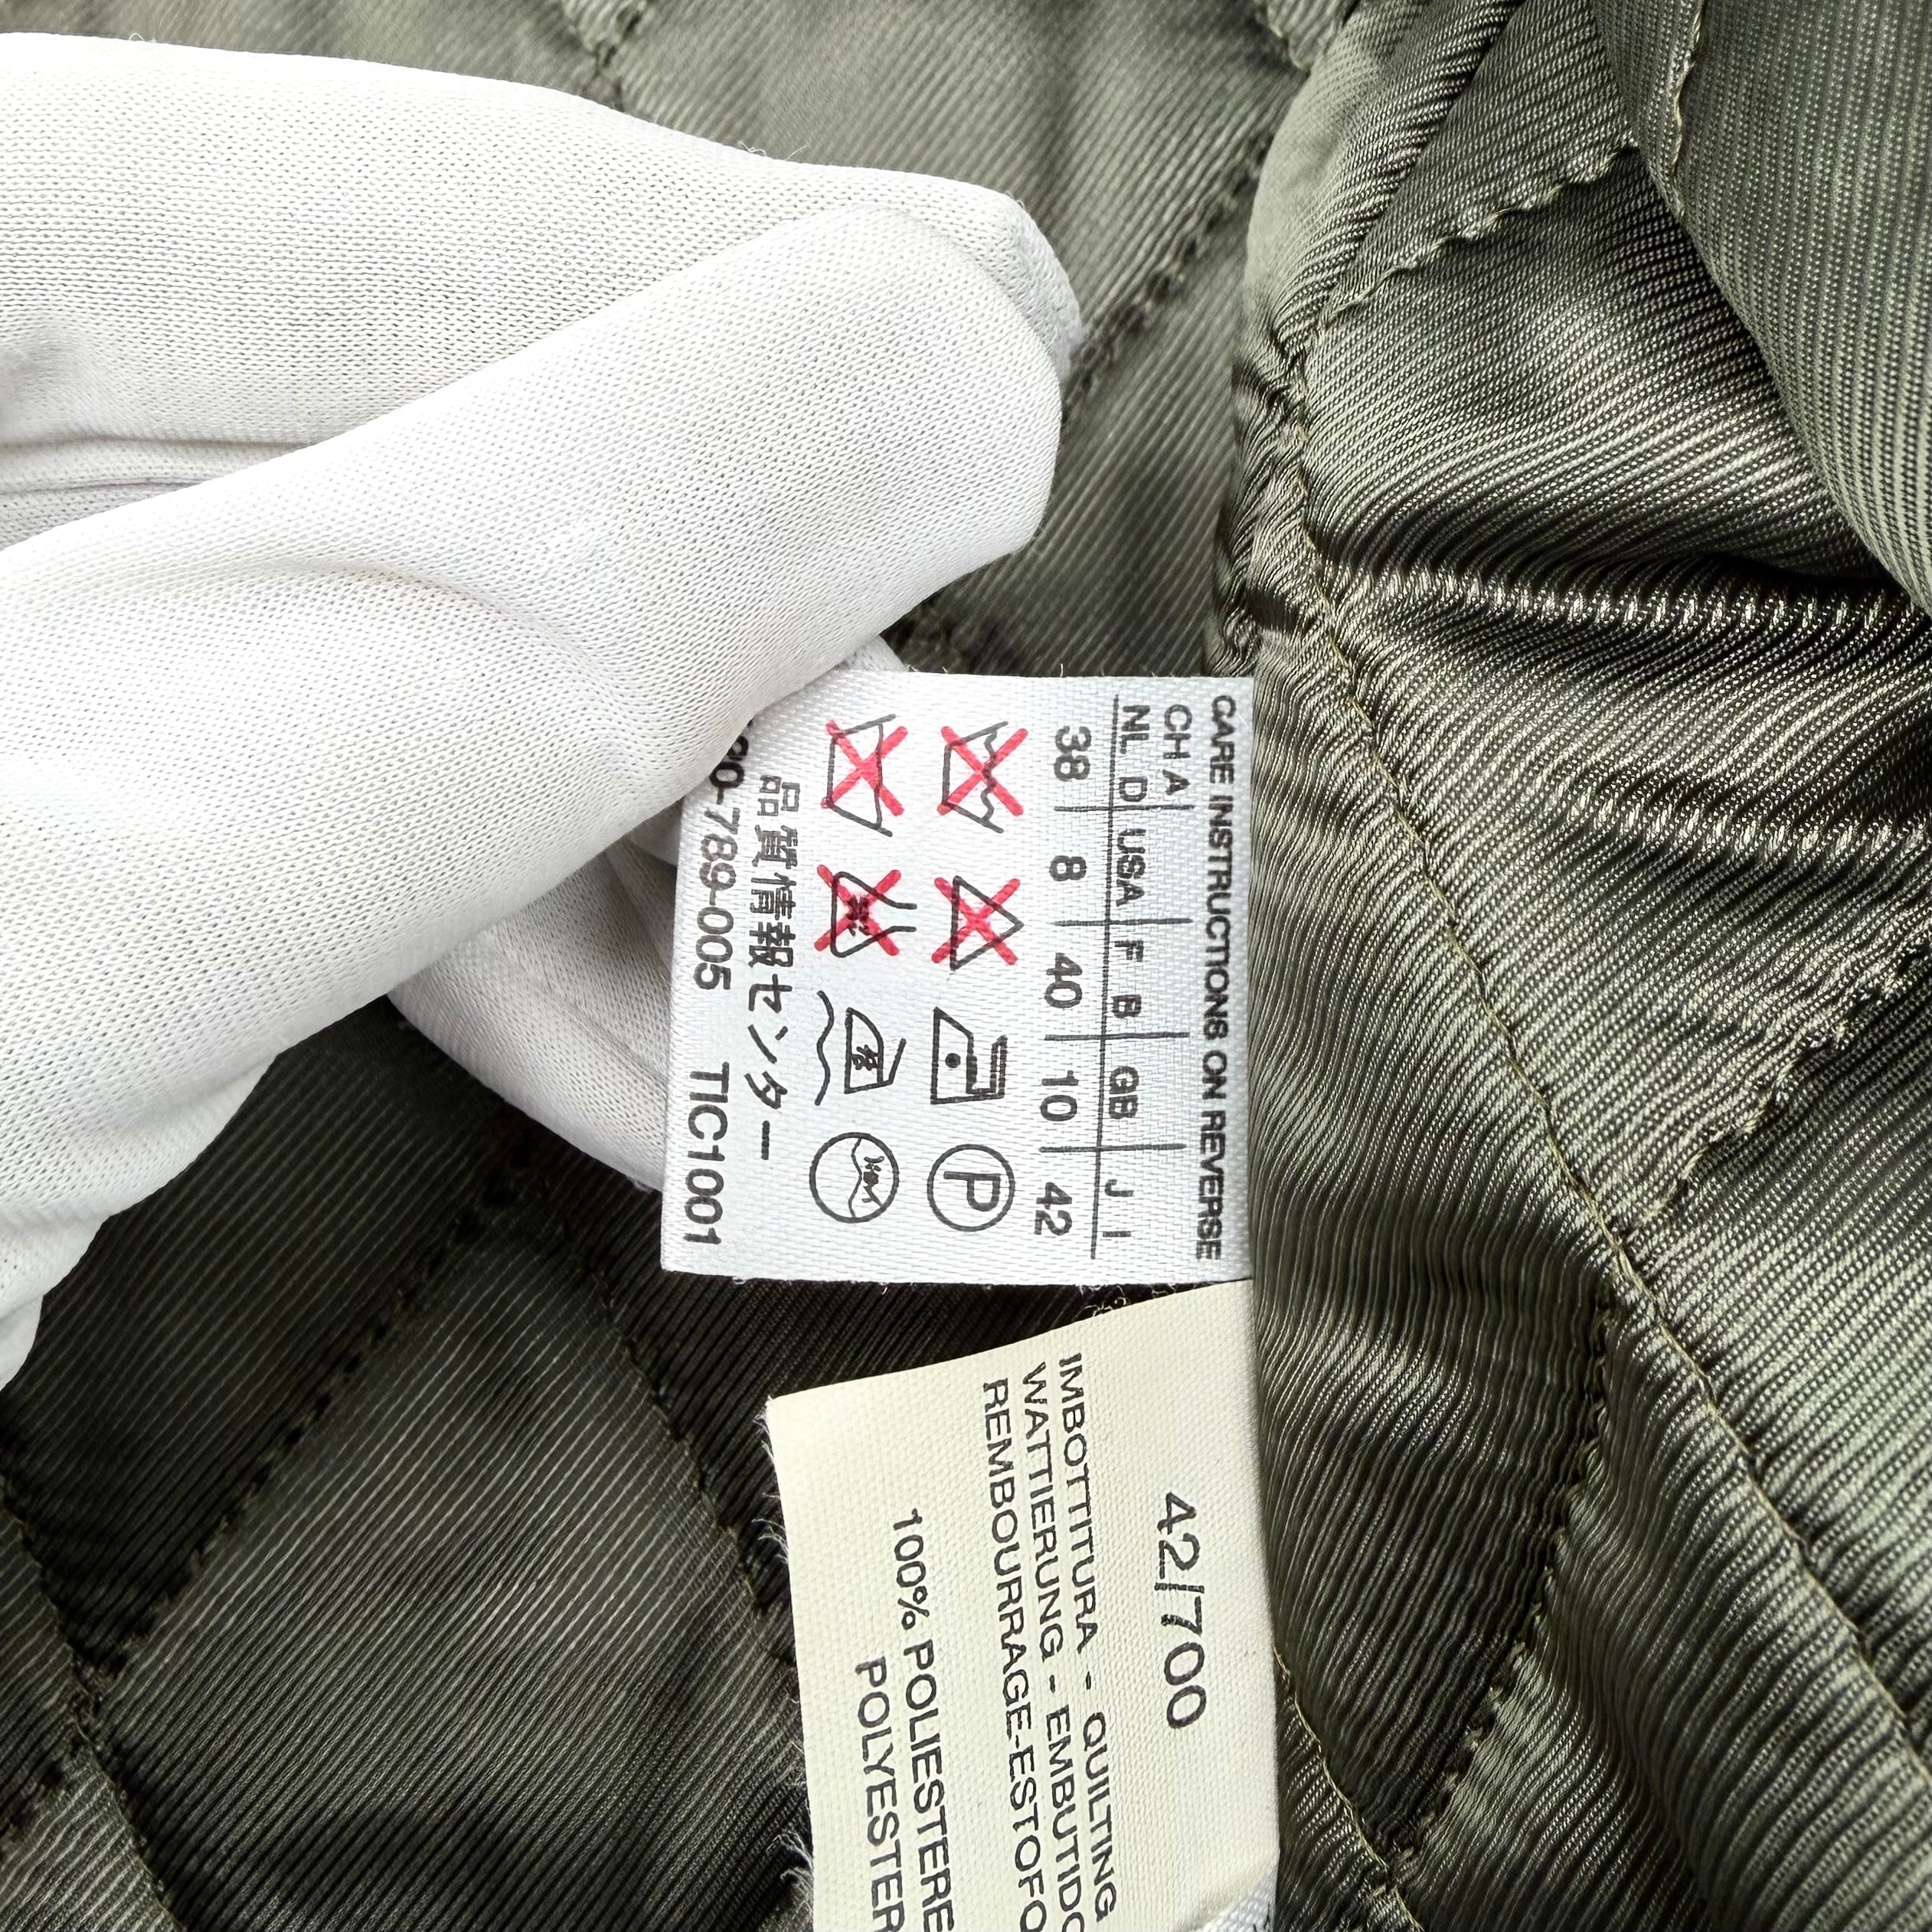 CARE INSTRUCTIONS ON REVERSE
CH A
NL D USA F B GB J I
38 8 40 10 42
P
品質情報センター
90-789-005 TIC1001
42/700
IMBOTTITURA - QUILTING
WATTIERUNG - EMBUTIDO
REMBOURRAGE-ESTOFO
100% POLIESTERE
POLYESTER